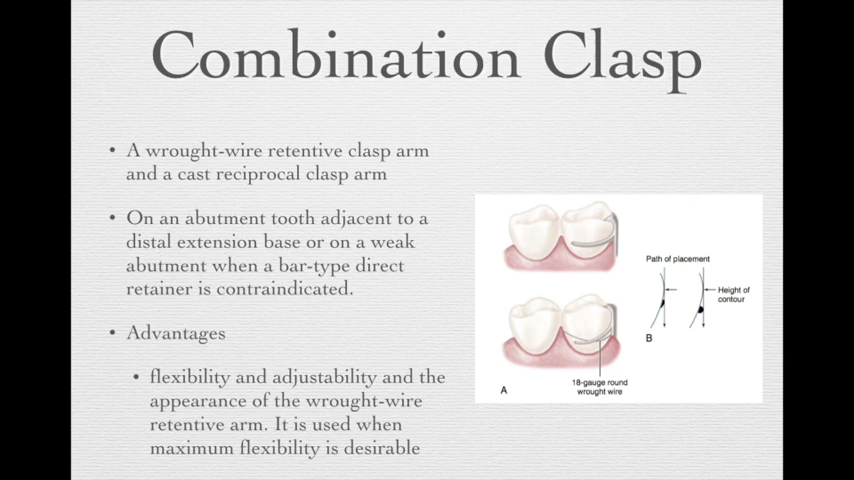 Combination Clasp
• A wrought-wire retentive clasp arm
and a cast reciprocal clasp arm
• On an abutment tooth adjacent to a
distal extension base or on a weak
abutment when a bar-type direct
retainer is contraindicated.
• Advantages
• flexibility and adjustability and the
appearance of the wrought-wire
retentive arm. It is used when
maximum flexibility is desirable
Path of placement
Height of
contour
B
A
18-gauge round
wrought wire